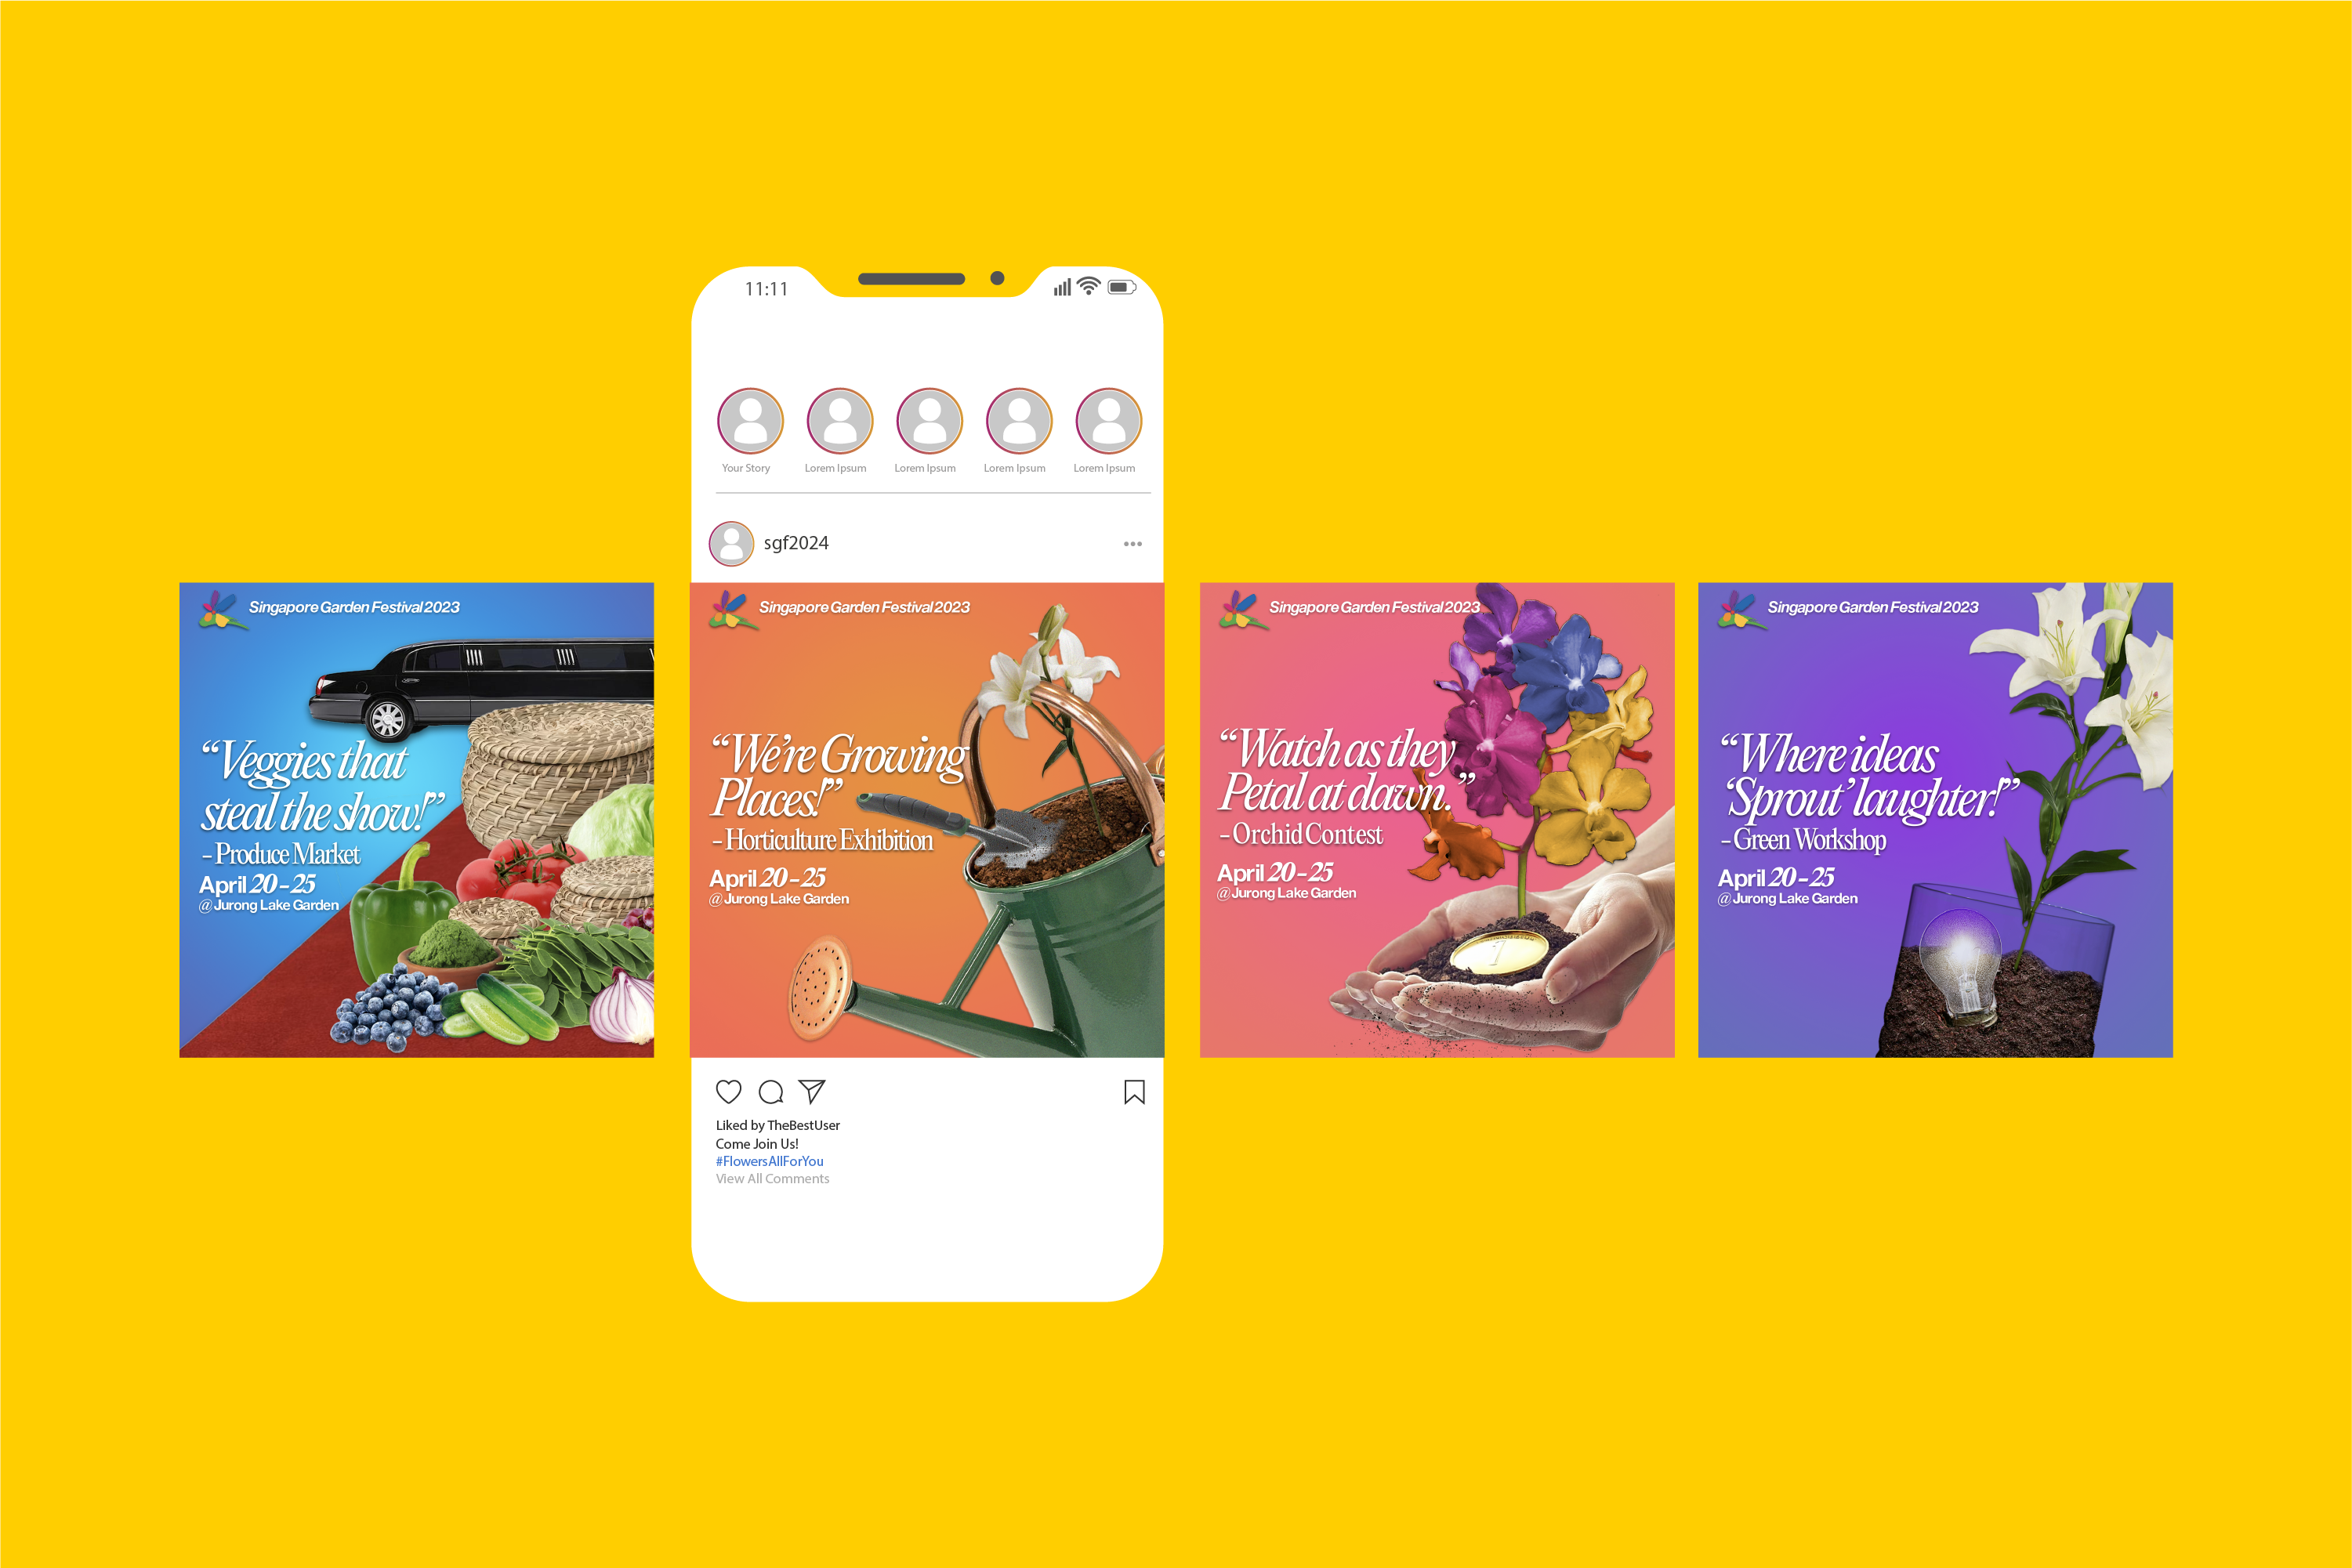 11:11
Your Story
Lorem Ipsum
Lorem Ipsum
Lorem Ipsum
Lorem Ipsum
sgf2024
Singapore Garden Festival 2023
“Veggies that
steal the show!”
– Produce Market
April 20 – 25
@ Jurong Lake Garden
Singapore Garden Festival 2023
“We’re Growing
Places!”
– Horticulture Exhibition
April 20 – 25
@ Jurong Lake Garden
Singapore Garden Festival 2023
“Watch as they
Petal at dawn.”
– Orchid Contest
April 20 – 25
@ Jurong Lake Garden
Singapore Garden Festival 2023
“Where ideas
‘Sprout’ laughter!”
– Green Workshop
April 20 – 25
@ Jurong Lake Garden
Liked by TheBestUser
Come Join Us!
#FlowersAllForYou
View All Comments